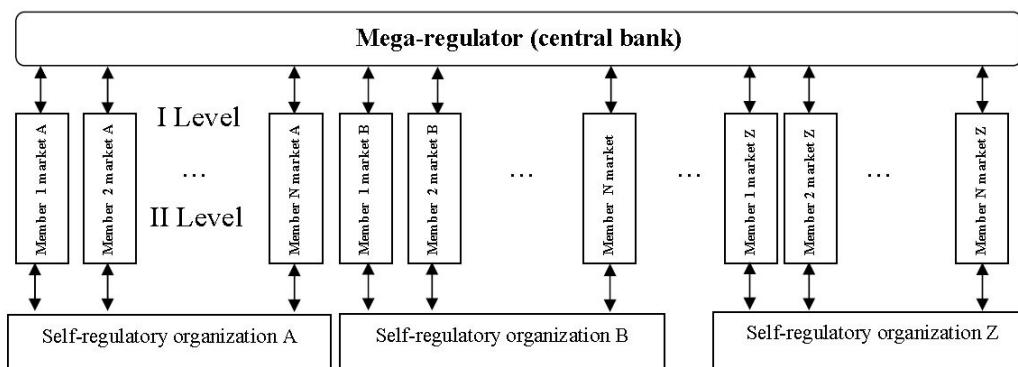 Mega-regulator (central bank)
I Level
Member 1 market A
Member 2 market A
...
Member N market A
Member 1 market B
Member 2 market B
...
Member N market
...
Member 1 market Z
Member 2 market Z
...
Member N market Z
II Level
Self-regulatory organization A
Self-regulatory organization B
Self-regulatory organization Z